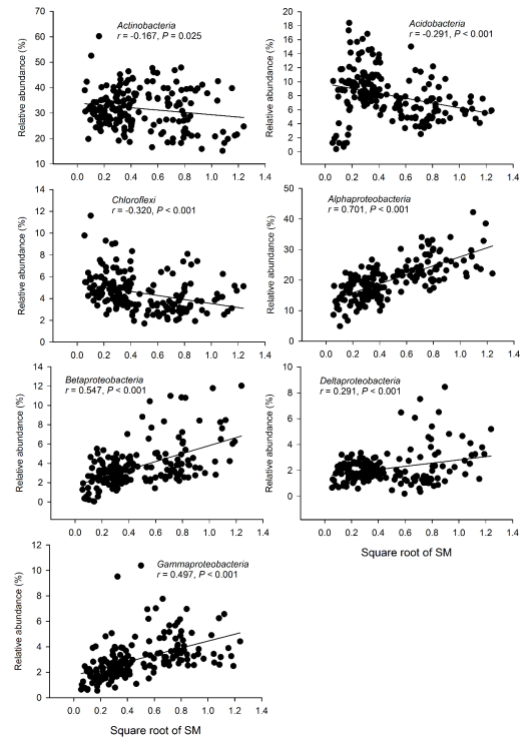 Actinobacteria
r = -0.167, P = 0.025
Relative abundance (%)
70
60
50
40
30
20
10
0.0 0.2 0.4 0.6 0.8 1.0 1.2 1.4
Acidobacteria
r = -0.291, P < 0.001
Relative abundance (%)
20
18
16
14
12
10
8
6
4
2
0
0.0 0.2 0.4 0.6 0.8 1.0 1.2 1.4
Chloroflexi
r = -0.320, P < 0.001
Relative abundance (%)
14
12
10
8
6
4
2
0
0.0 0.2 0.4 0.6 0.8 1.0 1.2 1.4
Alphaproteobacteria
r = 0.701, P < 0.001
Relative abundance (%)
50
40
30
20
10
0
0.0 0.2 0.4 0.6 0.8 1.0 1.2 1.4
Betaproteobacteria
r = 0.547, P < 0.001
Relative abundance (%)
14
12
10
8
6
4
2
0
0.0 0.2 0.4 0.6 0.8 1.0 1.2 1.4
Deltaproteobacteria
r = 0.291, P < 0.001
Relative abundance (%)
10
8
6
4
2
0
0.0 0.2 0.4 0.6 0.8 1.0 1.2 1.4
Square root of SM
Gammaproteobacteria
r = 0.497, P < 0.001
Relative abundance (%)
12
10
8
6
4
2
0
0.0 0.2 0.4 0.6 0.8 1.0 1.2 1.4
Square root of SM